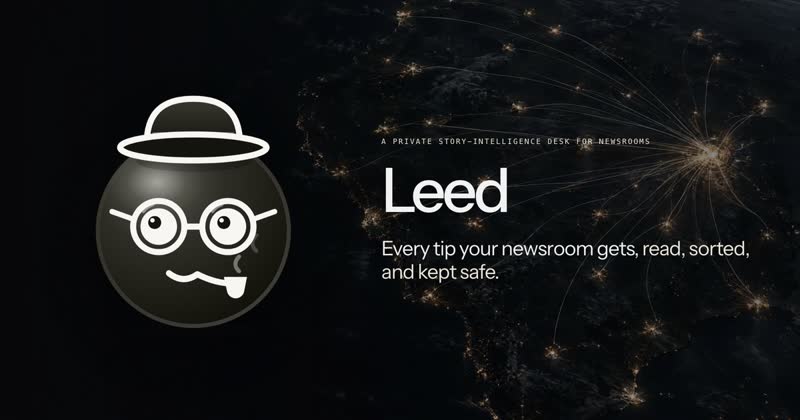 A PRIVATE STORY-INTELLIGENCE DESK FOR NEWSROOMS
Leed
Every tip your newsroom gets, read, sorted,
and kept safe.